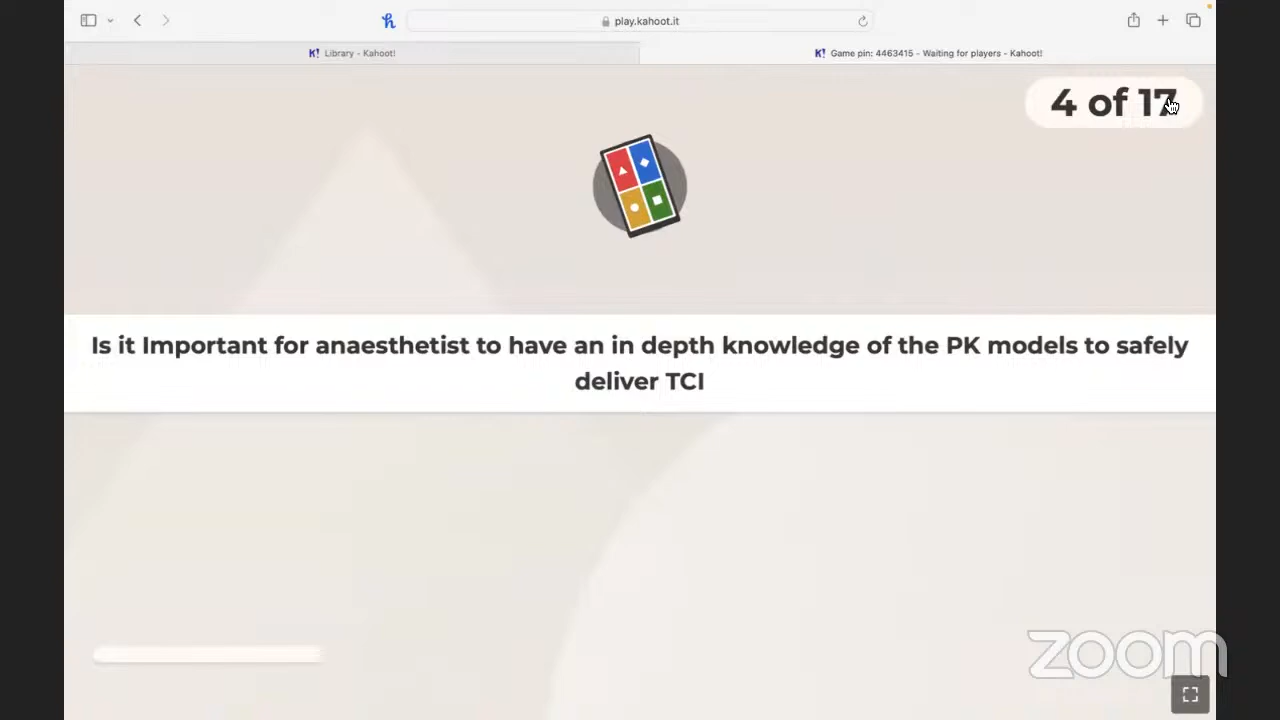 play.kahoot.it
K! Library - Kahoot!
K! Game pin: 4463415 - Waiting for players - Kahoot!
4 of 17
Is it Important for anaesthetist to have an in depth knowledge of the PK models to safely
deliver TCI
zoom